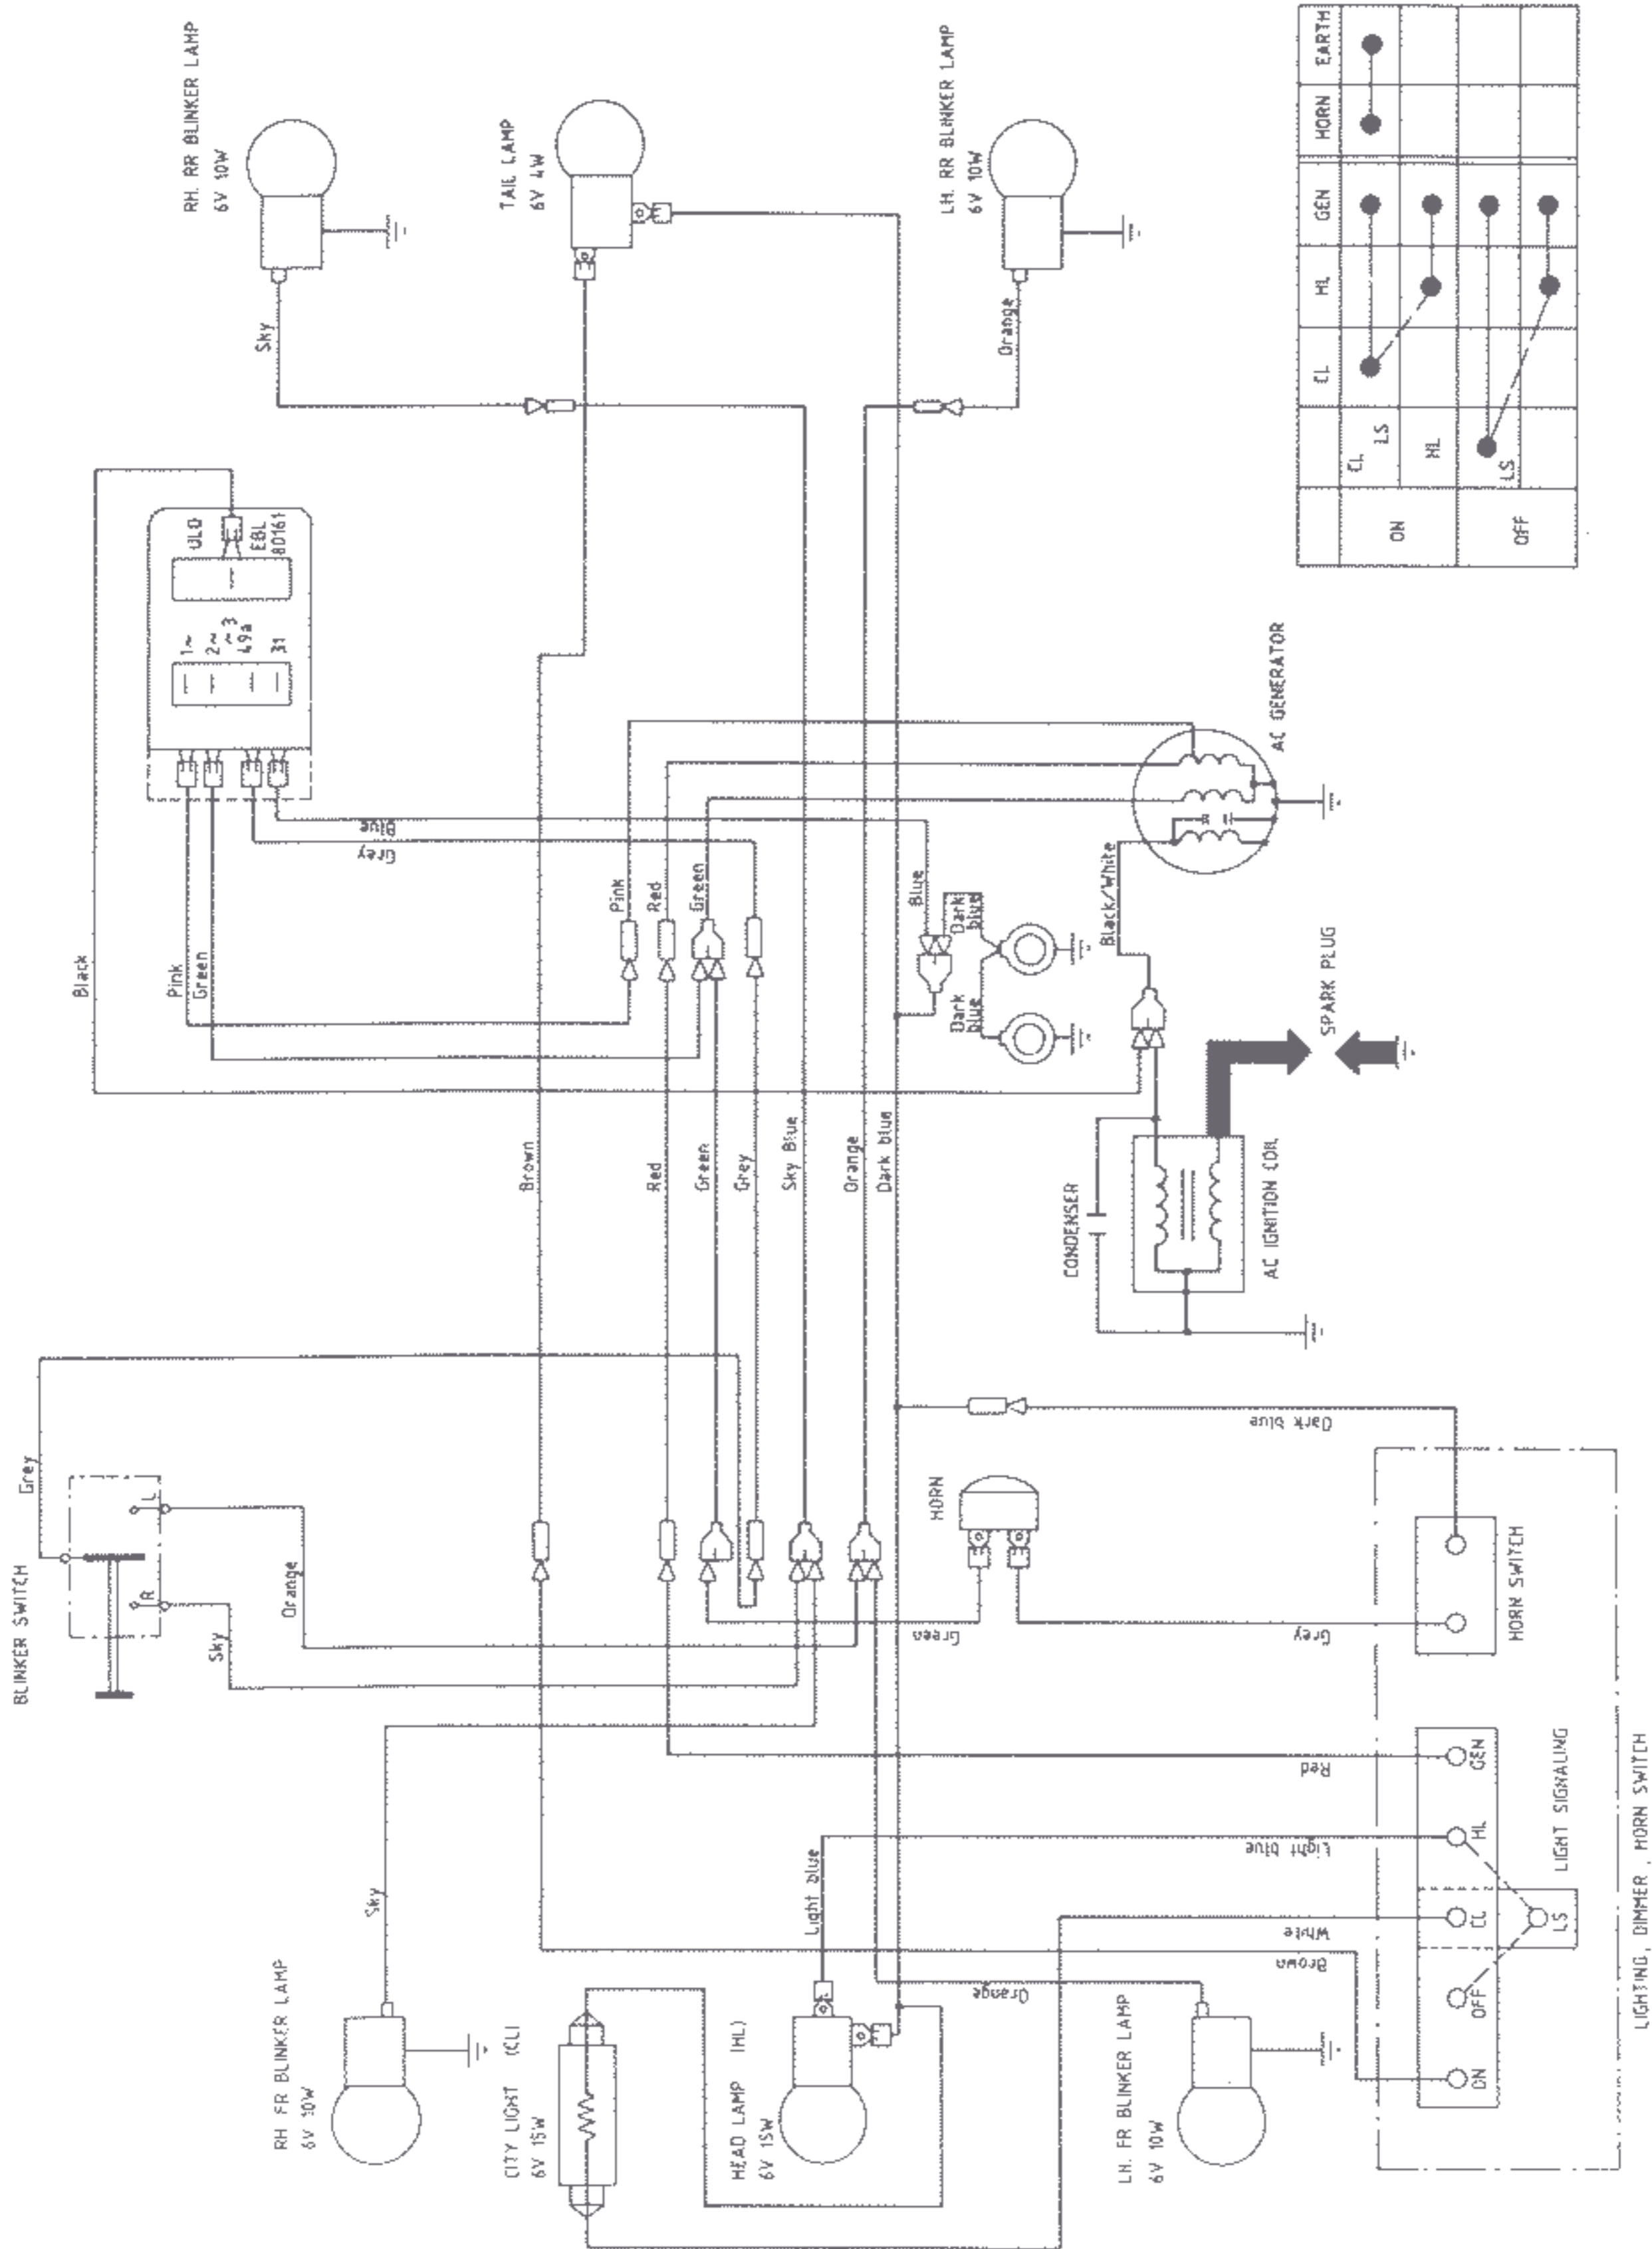 RH. RR BLINKER LAMP
6V 10W
TAIL LAMP
6V 4W
LH. RR BLINKER LAMP
6V 10W
Sky
Orange
EARTH
HORN
GEN
HL
CL
CL
LS
HL
LS
ON
OFF
ULO
EBL
80161
1~
2~
~3
49a
31
Blue
Grey
Black
Pink
Green
Pink
Red
Green
Blue
Dark
blue
Dark
blue
Black/White
AC GENERATOR
SPARK PLUG
Brown
Red
Green
Grey
Sky Blue
Orange
Dark blue
CONDENSER
AC IGNITION COIL
BLINKER SWITCH
Grey
L
R
Orange
Sky
HORN
Green
Grey
Dark blue
HORN SWITCH
Red
Light blue
Light blue
White
Brown
Orange
Sky
GEN
HL
CL
LS
OFF
ON
LIGHT SIGNALING
LIGHTING, DIMMER , HORN SWITCH
RH FR BLINKER LAMP
6V 10W
CITY LIGHT (CL)
6V 15W
HEAD LAMP (HL)
6V 15W
LH. FR BLINKER LAMP
6V 10W